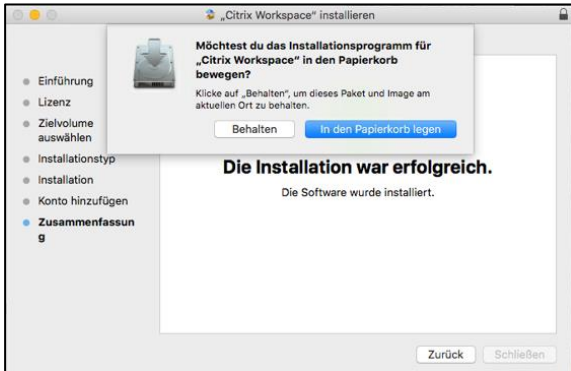 „Citrix Workspace“ installieren
Möchtest du das Installationsprogramm für
„Citrix Workspace“ in den Papierkorb
bewegen?
Klicke auf „Behalten“, um dieses Paket und Image am
aktuellen Ort zu behalten.
Behalten
In den Papierkorb legen
Einführung
Lizenz
Zielvolume
auswählen
Installationstyp
Installation
Konto hinzufügen
Zusammenfassun
g
Die Installation war erfolgreich.
Die Software wurde installiert.
Zurück
Schließen